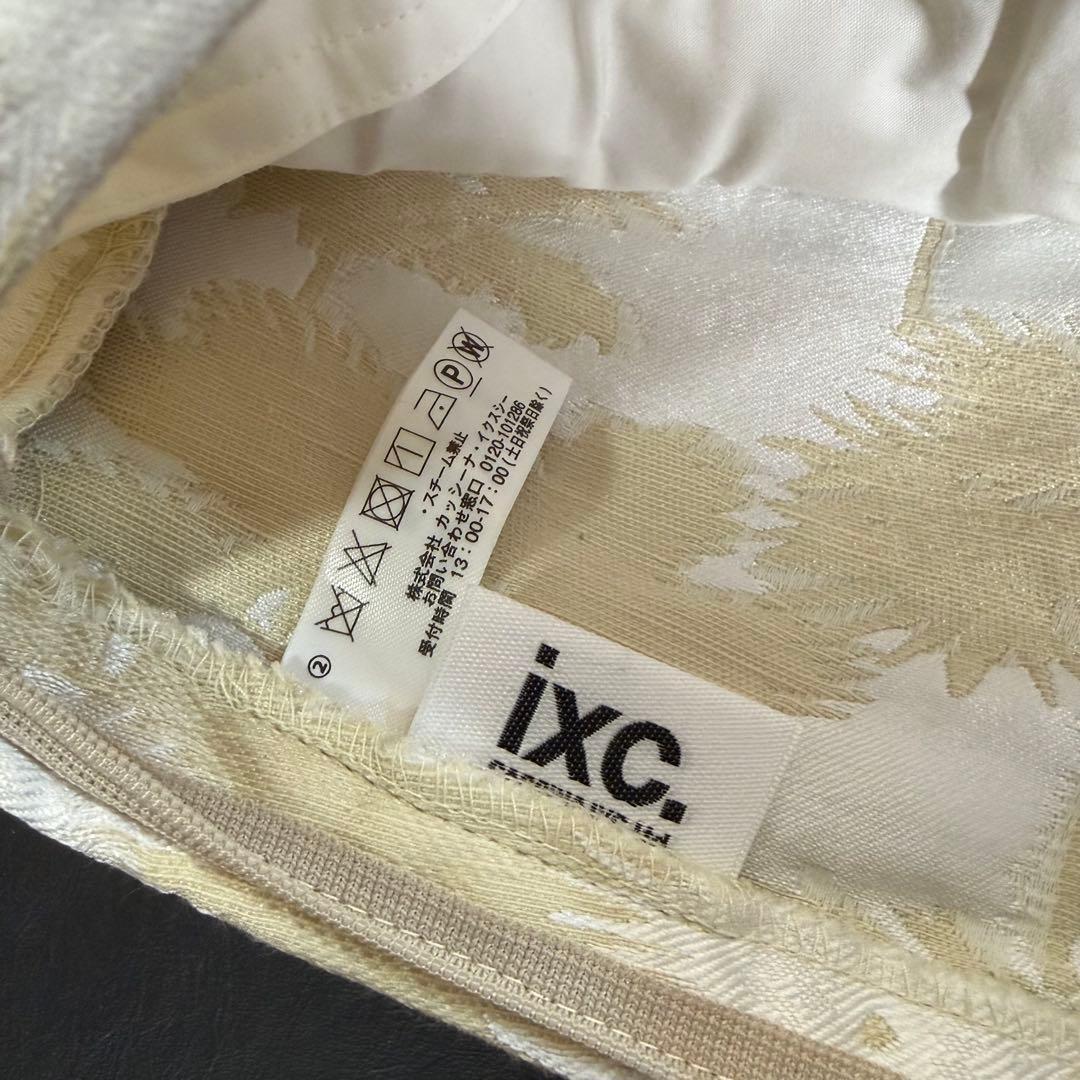 P W
・スチーム禁止
株式会社 カッシーナ・イクスシー
お問い合わせ窓口 0120-101286
受付時間 13：00-17：00（土日祝祭日除く）
②
ixc.